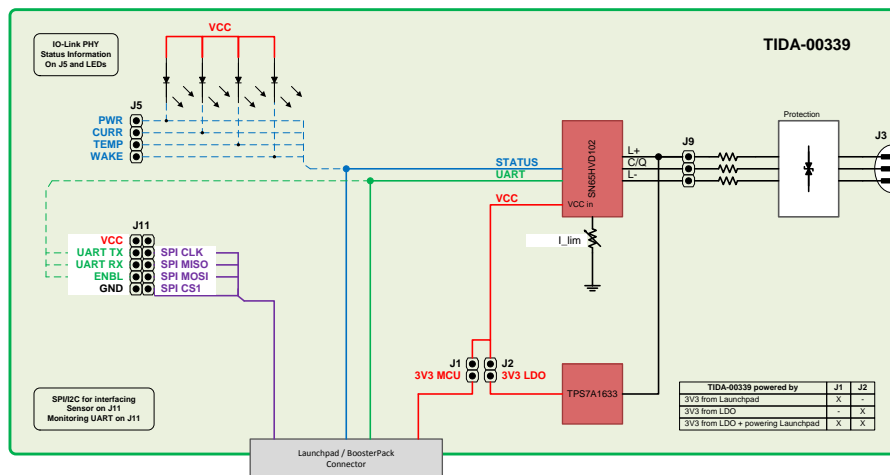 VCC
IO-Link PHY
Status Information
On J5 and LEDs
TIDA-00339
J5
PWR
CURR
TEMP
WAKE
Protection
J9
J3
L+
C/Q
L-
SN65HVD102
VCC in
STATUS
UART
VCC
I_lim
J11
VCC
UART TX SPI CLK
UART RX SPI MISO
ENBL SPI MOSI
GND SPI CS1
J1 J2
3V3 MCU 3V3 LDO
TPS7A1633
SPI/I2C for interfacing
Sensor on J11
Monitoring UART on J11
TIDA-00339 powered by J1 J2
3V3 from Launchpad X -
3V3 from LDO - X
3V3 from LDO + powering Launchpad X X
Launchpad / BoosterPack
Connector